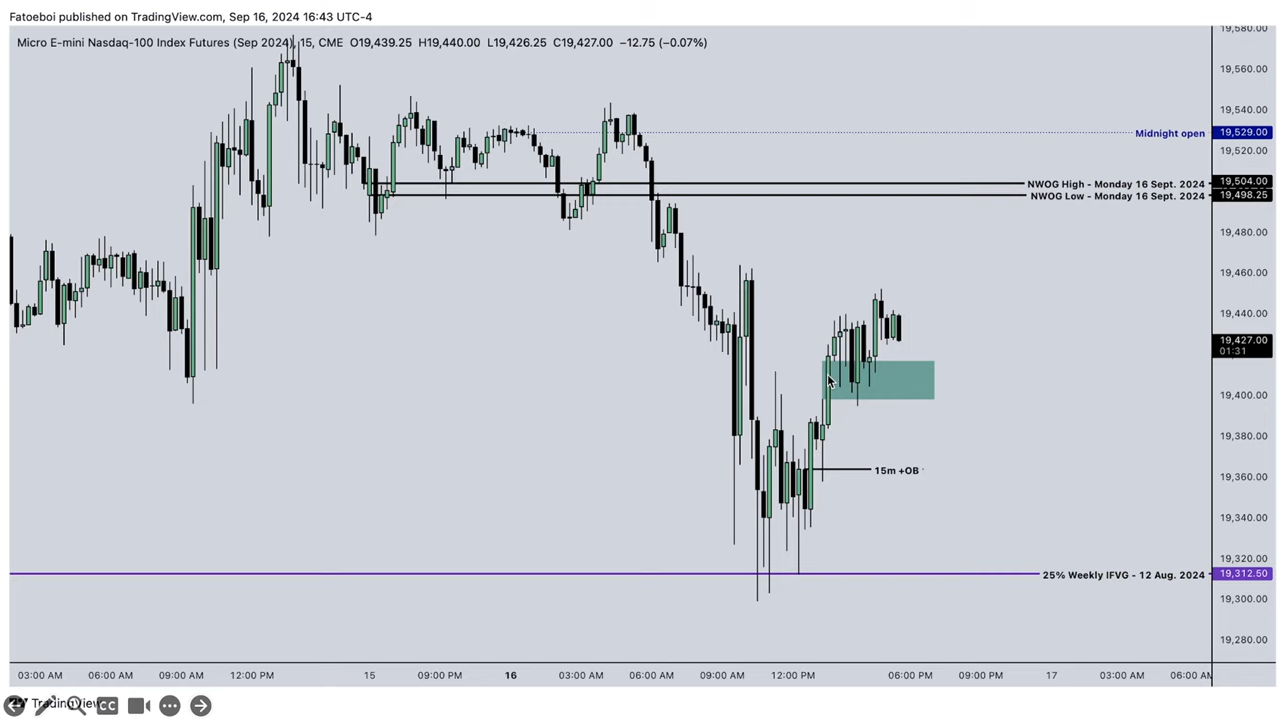 Fatoeboi published on TradingView.com, Sep 16, 2024 16:43 UTC-4
Micro E-mini Nasdaq-100 Index Futures (Sep 2024), 15, CME O19,439.25 H19,440.00 L19,426.25 C19,427.00 −12.75 (−0.07%)
19,580.00
19,560.00
19,540.00
Midnight open 19,529.00
19,520.00
NWOG High - Monday 16 Sept. 2024 19,504.00
NWOG Low - Monday 16 Sept. 2024 19,498.25
19,480.00
19,460.00
19,440.00
19,427.00
01:31
19,400.00
19,380.00
15m +OB
19,360.00
19,340.00
19,320.00
25% Weekly IFVG - 12 Aug. 2024 19,312.50
19,300.00
19,280.00
03:00 AM 06:00 AM 09:00 AM 12:00 PM 15 09:00 PM 16 03:00 AM 06:00 AM 09:00 AM 12:00 PM 06:00 PM 09:00 PM 17 03:00 AM 06:00 AM
TradingView
CC